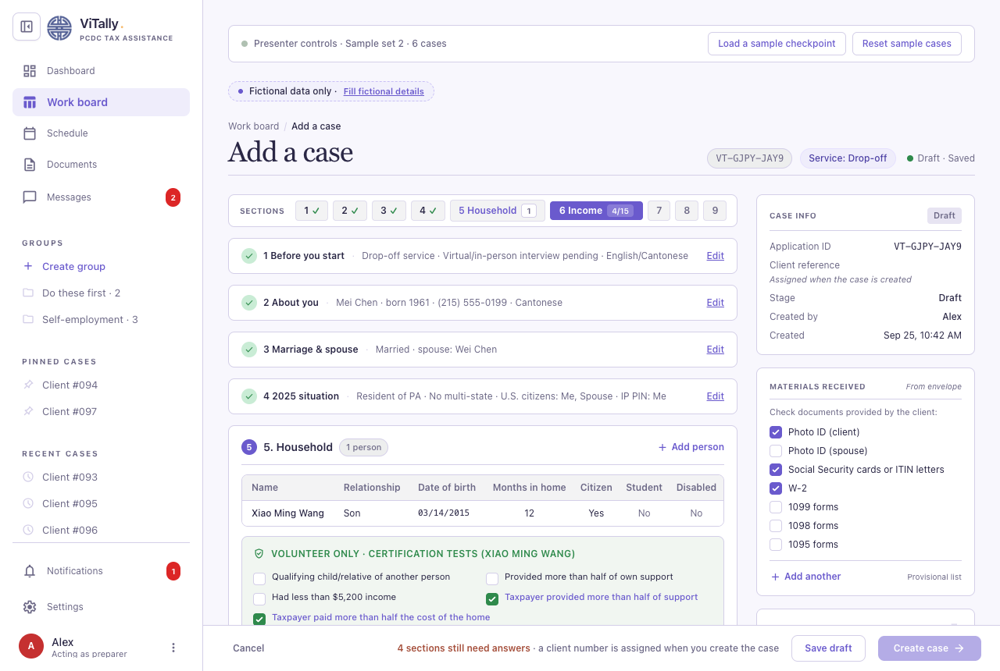 ViTally.
PCDC TAX ASSISTANCE
Dashboard
Work board
Schedule
Documents
Messages 2
GROUPS
Create group
Do these first · 2
Self-employment · 3
PINNED CASES
Client #094
Client #097
RECENT CASES
Client #093
Client #095
Client #096
Notifications 1
Settings
A Alex
Acting as preparer
Presenter controls · Sample set 2 · 6 cases
Load a sample checkpoint
Reset sample cases
Fictional data only · Fill fictional details
Work board / Add a case
Add a case
VT-GJPY-JAY9
Service: Drop-off
Draft · Saved
SECTIONS 1 2 3 4 5 Household 1 6 Income 4/15 7 8 9
1 Before you start · Drop-off service · Virtual/in-person interview pending · English/Cantonese Edit
2 About you · Mei Chen · born 1961 · (215) 555-0199 · Cantonese Edit
3 Marriage & spouse · Married · spouse: Wei Chen Edit
4 2025 situation · Resident of PA · No multi-state · U.S. citizens: Me, Spouse · IP PIN: Me Edit
5 5. Household 1 person Add person
Name Relationship Date of birth Months in home Citizen Student Disabled
Xiao Ming Wang Son 03/14/2015 12 Yes No No
VOLUNTEER ONLY · CERTIFICATION TESTS (XIAO MING WANG)
Qualifying child/relative of another person
Provided more than half of own support
Had less than $5,200 income
Taxpayer provided more than half of support
Taxpayer paid more than half the cost of the home
CASE INFO Draft
Application ID VT-GJPY-JAY9
Client reference
Assigned when the case is created
Stage Draft
Created by Alex
Created Sep 25, 10:42 AM
MATERIALS RECEIVED From envelope
Check documents provided by the client:
Photo ID (client)
Photo ID (spouse)
Social Security cards or ITIN letters
W-2
1099 forms
1098 forms
1095 forms
Add another Provisional list
Cancel
4 sections still need answers · a client number is assigned when you create the case
Save draft
Create case